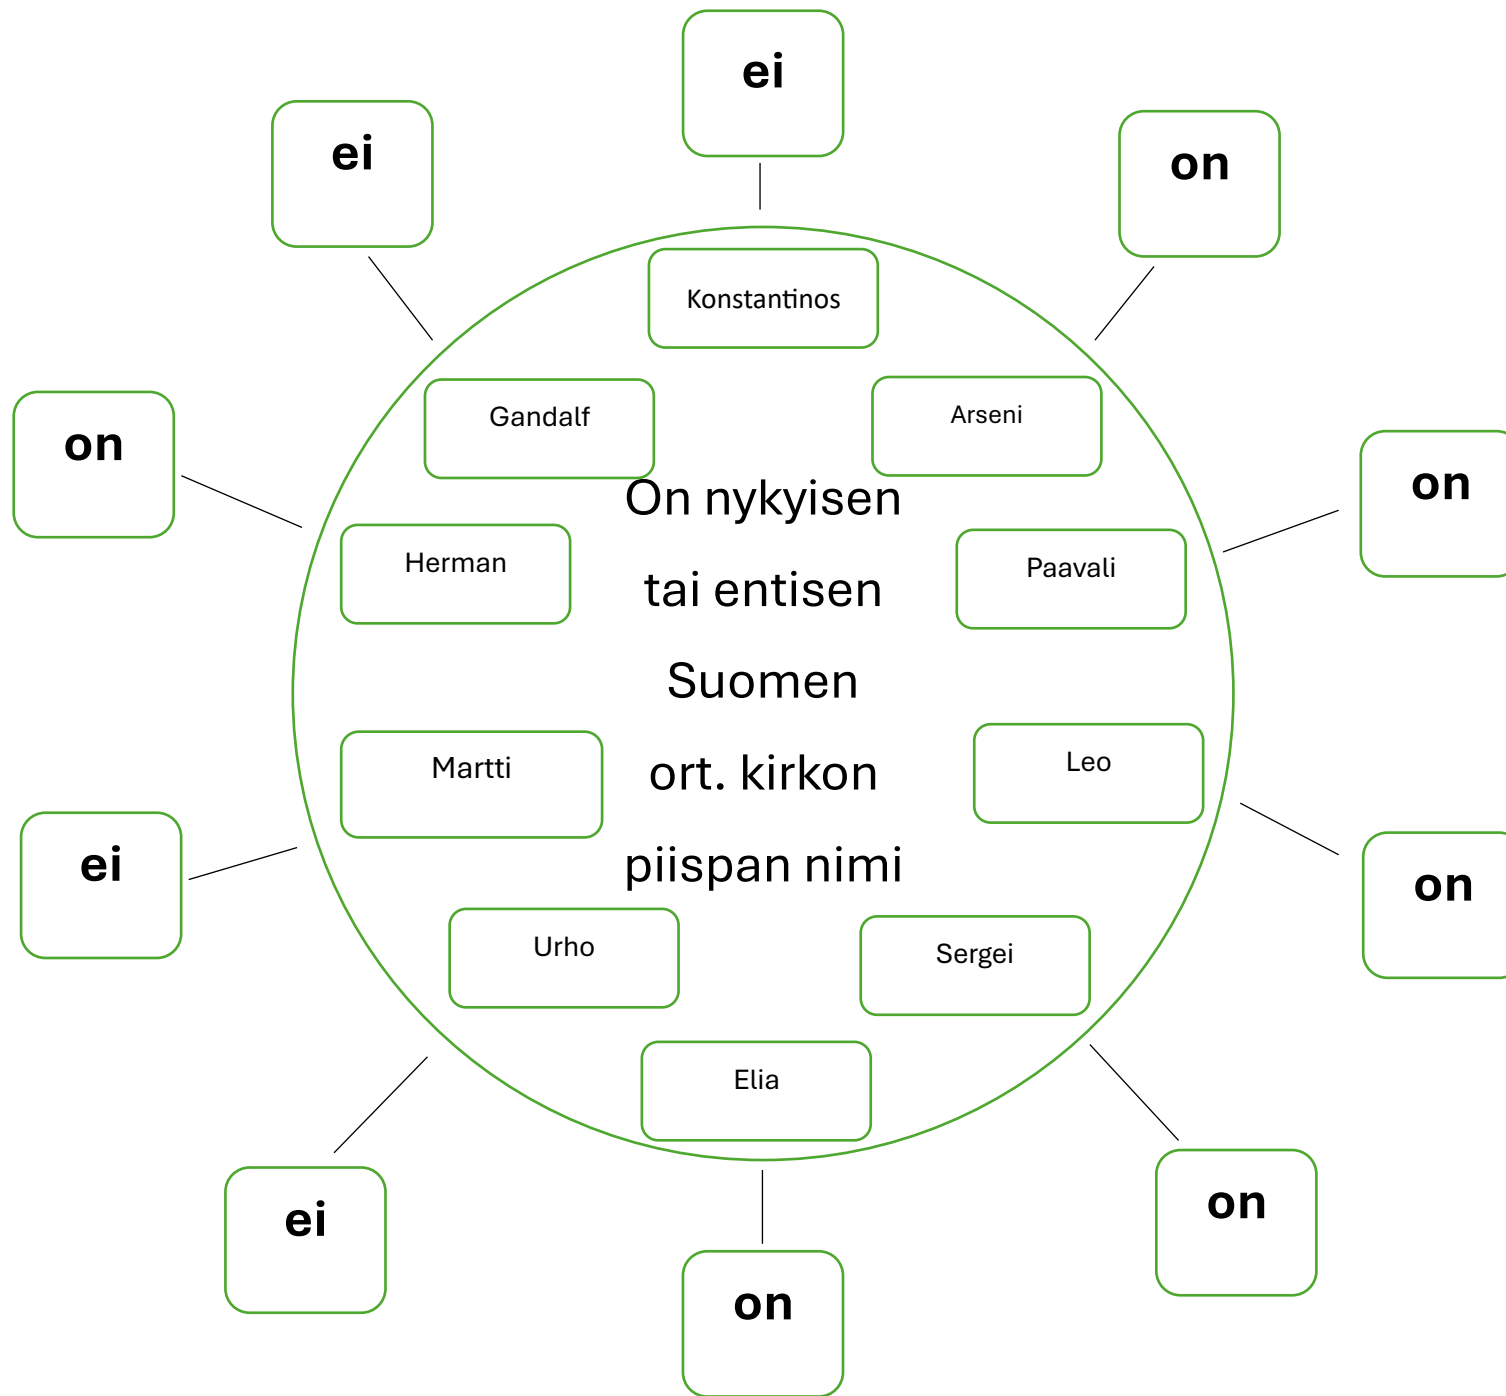 ei
ei
on
Konstantinos
Gandalf
Arseni
on
on
On nykyisen
Herman
Paavali
tai entisen
Suomen
Martti
Leo
ort. kirkon
ei
piispan nimi
on
Urho
Sergei
Elia
ei
on
on